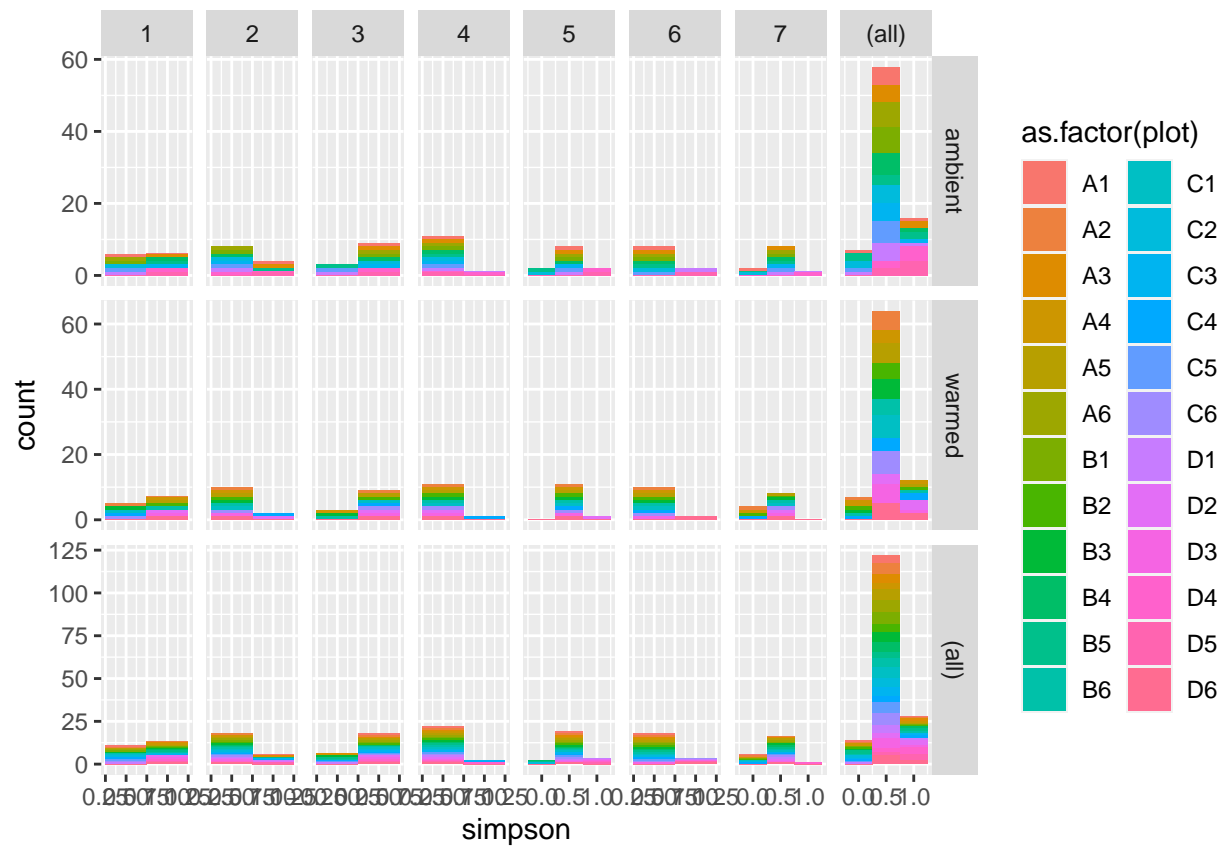 1 2 3 4 5 6 7 (all)
60
40
20
0
ambient
60
40
20
0
warmed
125
100
75
50
25
0
(all)
0.0 0.5 1.0
0.0 0.5 1.0
0.0 0.5 1.0
simpson
count
as.factor(plot)
A1 C1
A2 C2
A3 C3
A4 C4
A5 C5
A6 C6
B1 D1
B2 D2
B3 D3
B4 D4
B5 D5
B6 D6